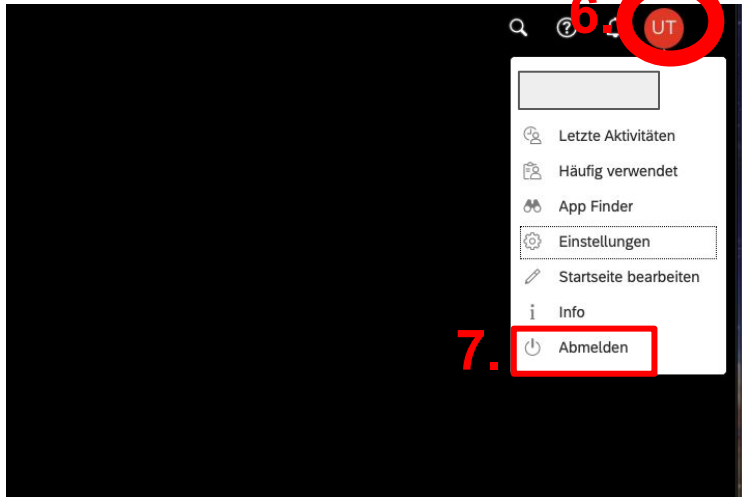 6.
UT
Letzte Aktivitäten
Häufig verwendet
App Finder
Einstellungen
Startseite bearbeiten
Info
7.
Abmelden